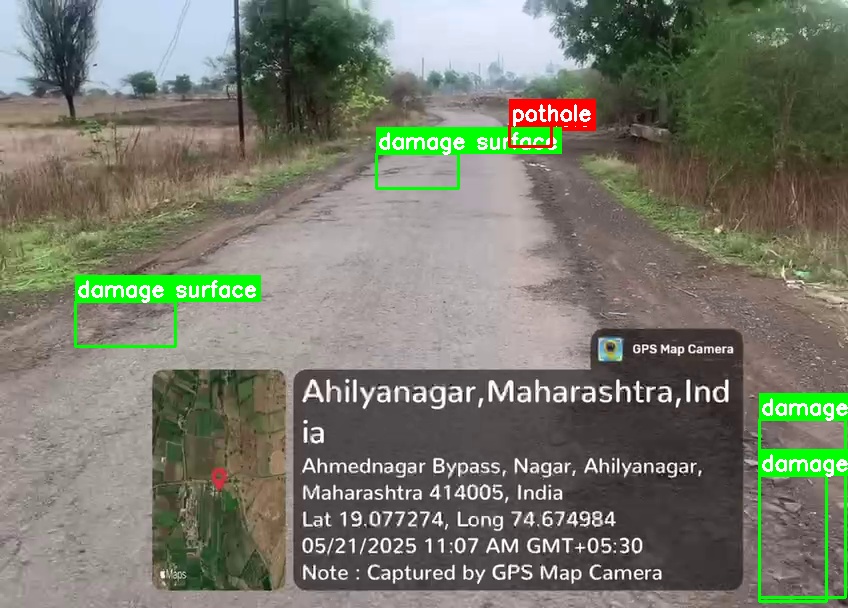 pothole
damage surface
damage surface
GPS Map Camera
damage
damage
Ahilyanagar,Maharashtra,Ind
ia
Ahmednagar Bypass, Nagar, Ahilyanagar,
Maharashtra 414005, India
Lat 19.077274, Long 74.674984
05/21/2025 11:07 AM GMT+05:30
Note : Captured by GPS Map Camera
Maps